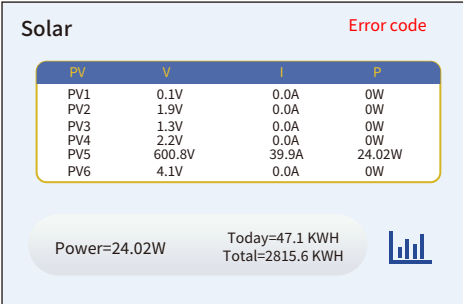 Solar Error code
PV V I P
PV1 0.1V 0.0A 0W
PV2 1.9V 0.0A 0W
PV3 1.3V 0.0A 0W
PV4 2.2V 0.0A 0W
PV5 600.8V 39.9A 24.02W
PV6 4.1V 0.0A 0W
Power=24.02W
Today=47.1 KWH
Total=2815.6 KWH